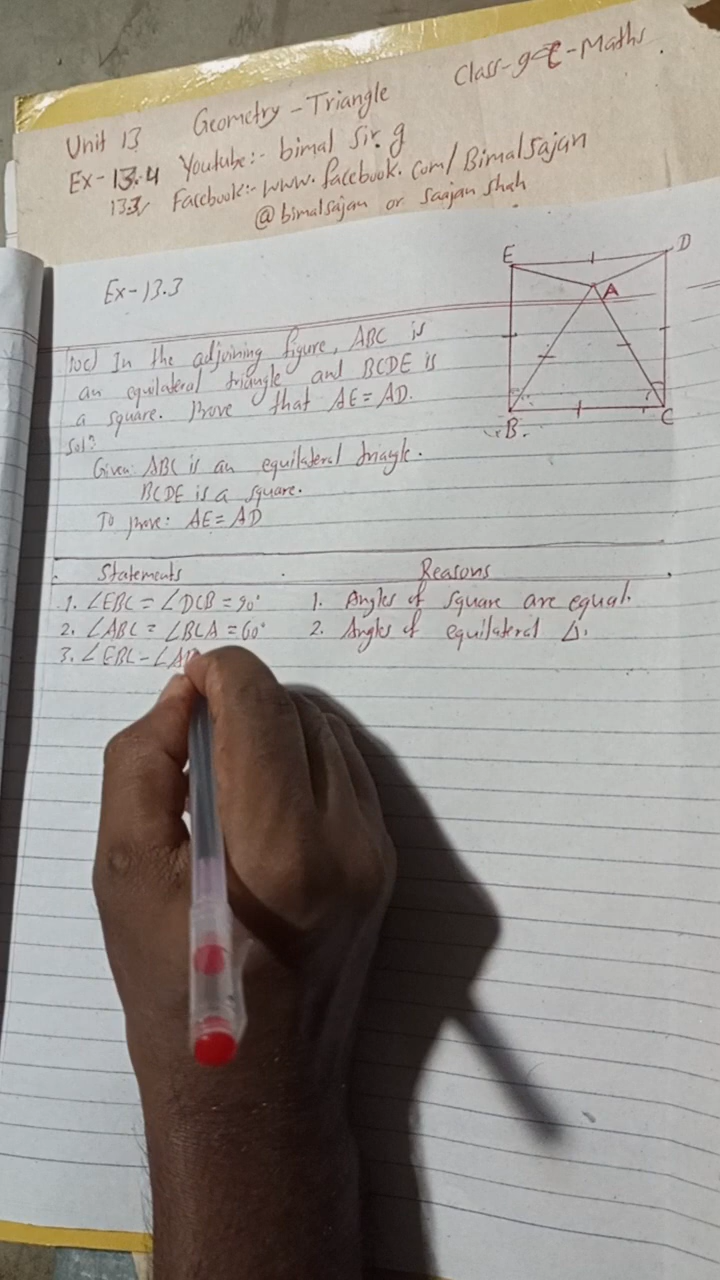 Class-9 - Maths
Unit 13 Geometry - Triangle
Ex- 13.4 Youtube:- bimal Sir. g
13.3 Facebook:- www.facebook.com/Bimalsajan
@bimalsajan or saajan shah
Ex-13.3
E
D
A
B.
C
10c) In the adjoining figure, ABC is
an equilateral triangle and BCDE is
a square. Prove that AE = AD.
Solⁿ
Given: ABC is an equilateral triangle.
BCDE is a square.
To prove: AE = AD
Statements Reasons
1. ∠EBC = ∠DCB = 90° 1. Angles of square are equal.
2. ∠ABC = ∠BCA = 60° 2. Angles of equilateral Δ.
3. ∠EBC - ∠A